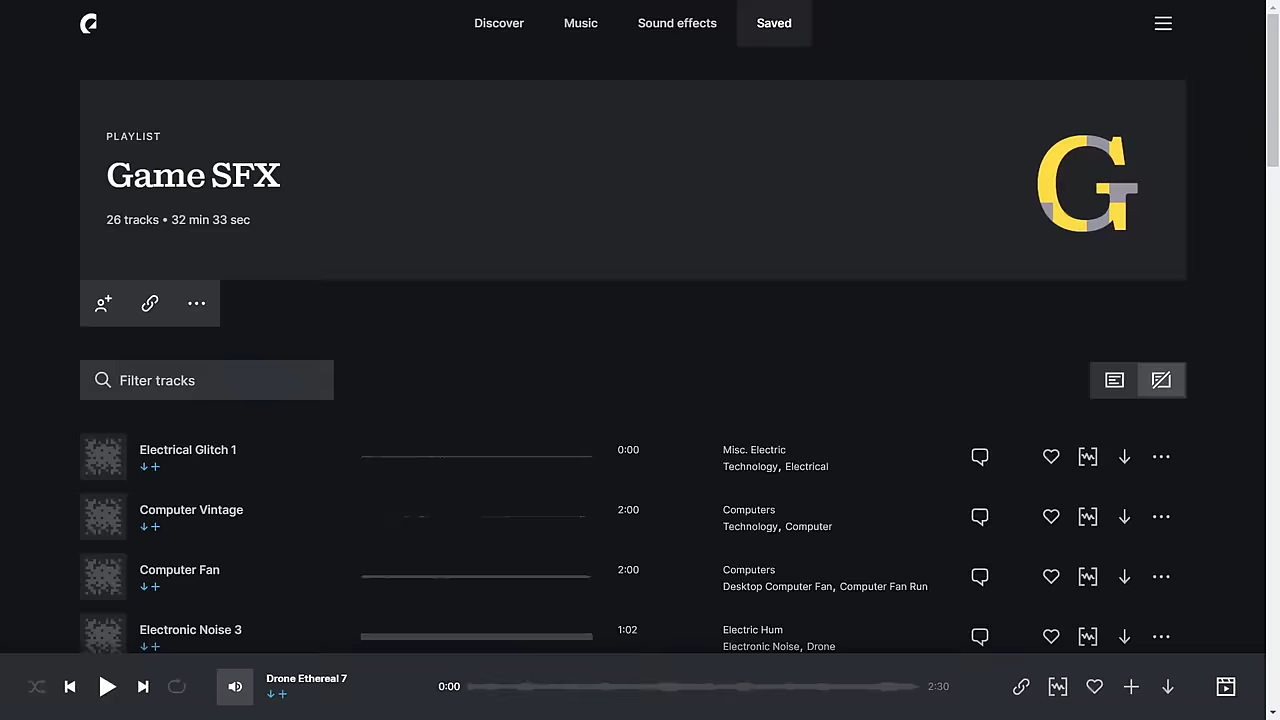 Discover Music Sound effects Saved
PLAYLIST
Game SFX
26 tracks • 32 min 33 sec
G
Filter tracks
Electrical Glitch 1 0:00 Misc. Electric
Technology, Electrical
Computer Vintage 2:00 Computers
Technology, Computer
Computer Fan 2:00 Computers
Desktop Computer Fan, Computer Fan Run
Electronic Noise 3 1:02 Electric Hum
Electronic Noise, Drone
Drone Ethereal 7 0:00 2:30